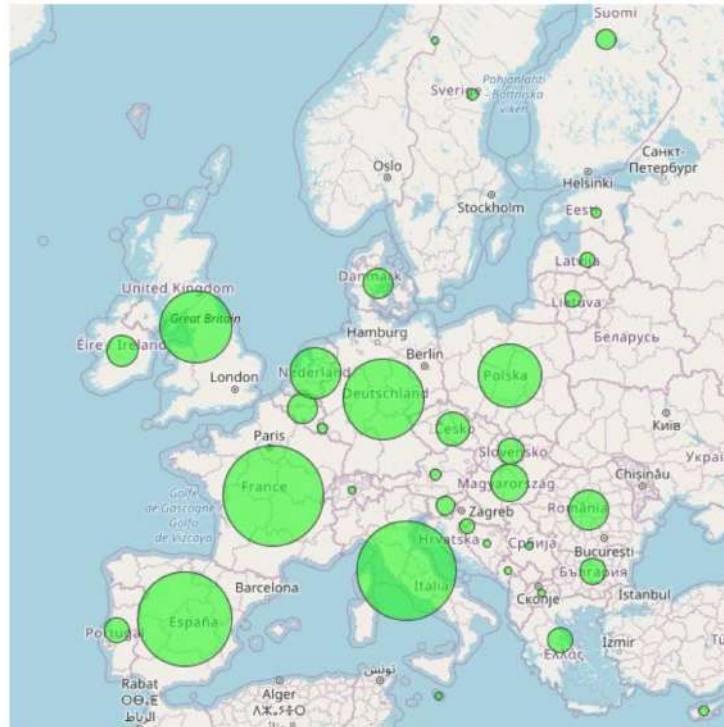 Suomi
Sverige
Pohjanlahti
- Bottniska
viken
Oslo
Санкт-
Петербург
Helsinki
Stockholm
Eesti
Latvija
Danmark
Lietuva
United Kingdom
Great Britain
Éire / Ireland
Hamburg
Беларусь
London
Nederland
Berlin
Deutschland
Polska
Київ
Paris
Česko
Slovensko
Украї
France
Magyarország
Chișinău
Golfe
de Gascogne
Golfo
de Vizcaya
Zagreb
România
Hrvatska
Србија
București
България
Barcelona
Italia
Скопје
İstanbul
España
Portugal
Ελλάς
İzmir
Tü
Rabat
ⵔⴱⴰⵟ
الرباط
Alger
تونس